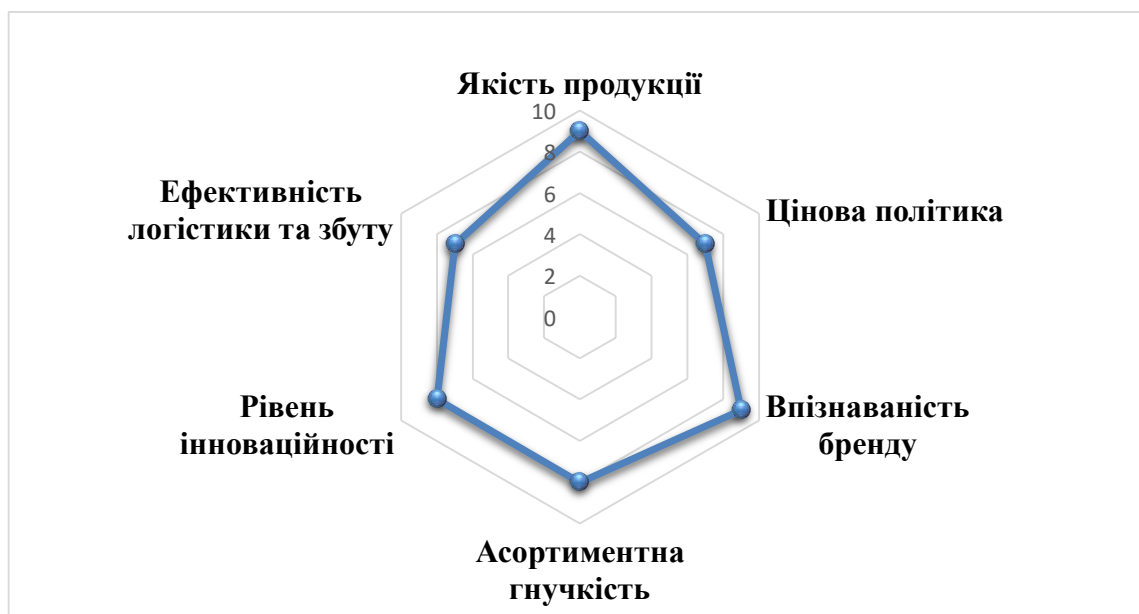 Якість продукції
10
8
6
4
2
0
Цінова політика
Впізнаваність
бренду
Асортиментна
гнучкість
Рівень
інноваційності
Ефективність
логістики та збуту